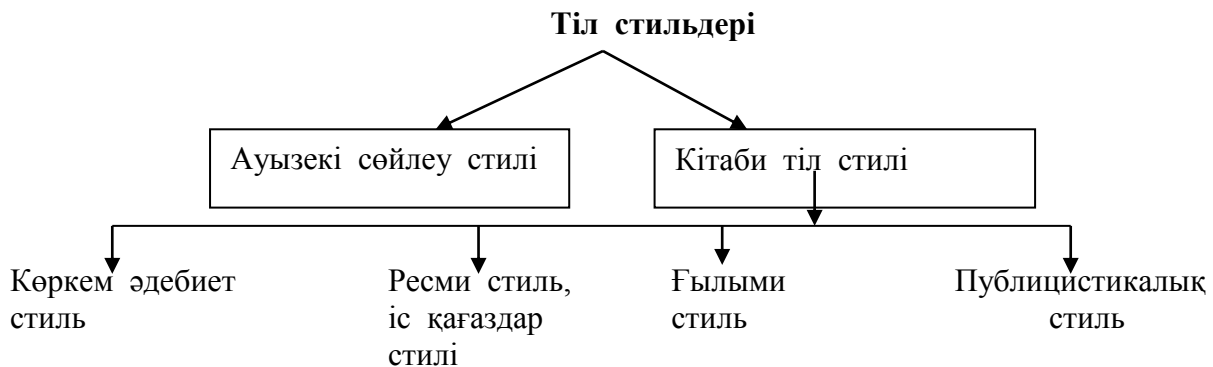 Тіл стильдері
Ауызекі сөйлеу стилі
Кітаби тіл стилі
Көркем әдебиет
стиль
Ресми стиль,
іс қағаздар
стилі
Ғылыми
стиль
Публицистикалық
стиль